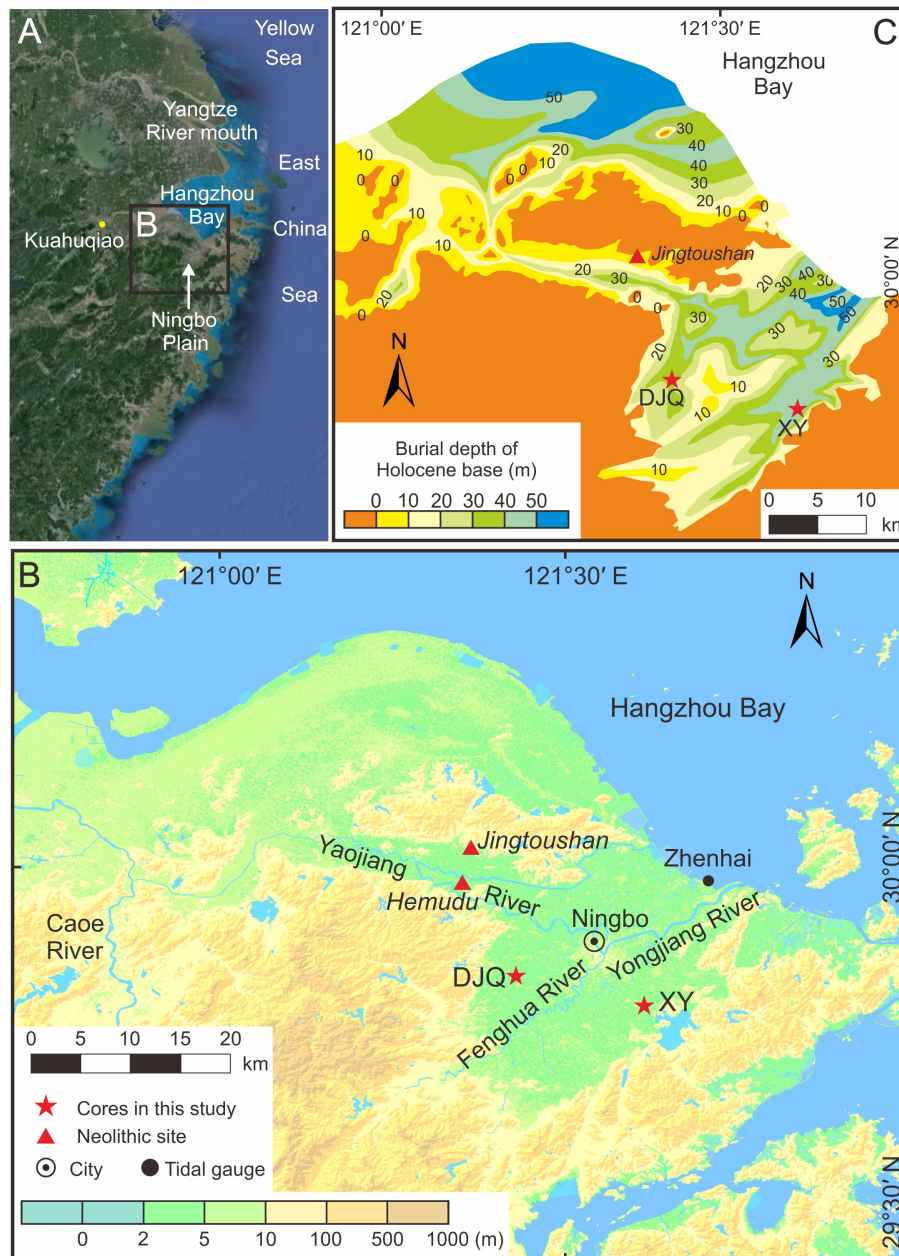 A
Yellow
Sea
Yangtze
River mouth
East
Hangzhou
Bay
B
China
Kuahuqiao
Sea
Ningbo
Plain
121°00′ E
121°30′ E
C
Hangzhou
Bay
50
30
40
20
10
0
0
10
40
30
0
0
20
10
0
0
10
0
10
Jingtoushan
30°00′ N
20
30
20
30
40
30
40
50
50
20
0
0
0
30
30
30
20
10
10
10
N
DJQ
XY
Burial depth of
Holocene base (m)
0 10 20 30 40 50
0 5 10
km
B
121°00′ E
121°30′ E
N
Hangzhou Bay
30°00′ N
Jingtoushan
Yaojiang
River
Zhenhai
Hemudu
Ningbo
Caoe
River
Yongjiang River
DJQ
Fenghua River
XY
0 5 10 15 20
km
Cores in this study
Neolithic site
City
Tidal gauge
29°30′ N
0 2 5 10 100 500 1000 (m)